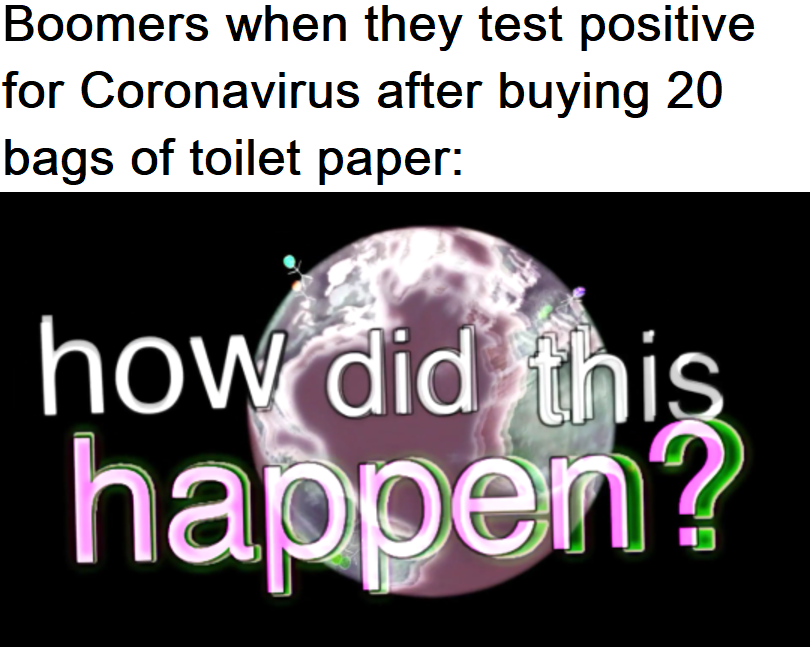 Boomers when they test positive
for Coronavirus after buying 20
bags of toilet paper:
how did this
happen?